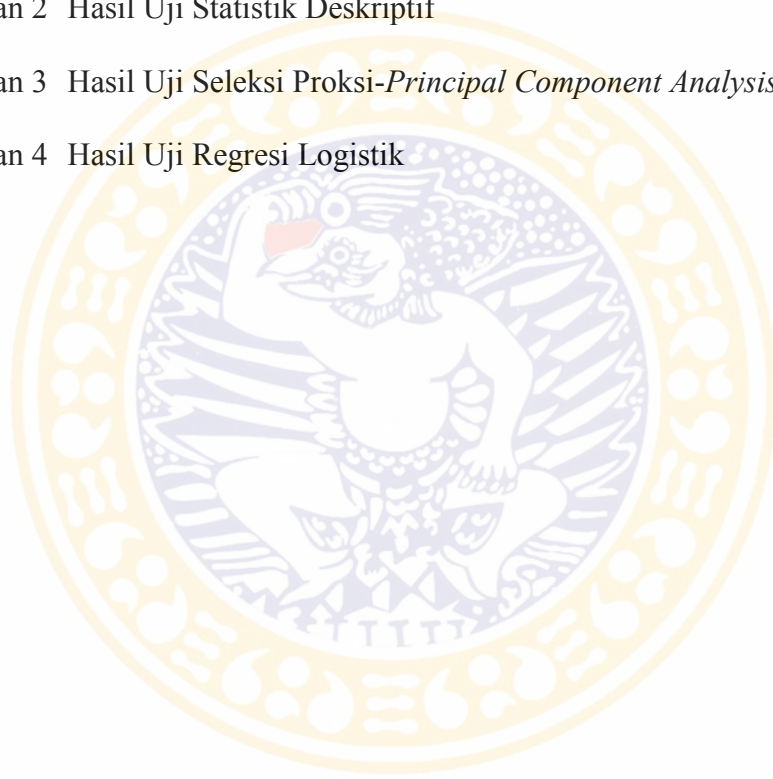 an 2 Hasil Uji Statistik Deskriptif
an 3 Hasil Uji Seleksi Proksi-Principal Component Analysis
an 4 Hasil Uji Regresi Logistik